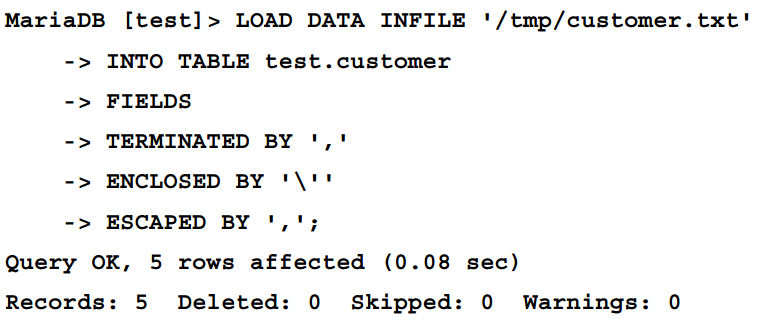 MariaDB [test]> LOAD DATA INFILE '/tmp/customer.txt'
    -> INTO TABLE test.customer
    -> FIELDS
    -> TERMINATED BY ','
    -> ENCLOSED BY '\''
    -> ESCAPED BY ',';
Query OK, 5 rows affected (0.08 sec)
Records: 5  Deleted: 0  Skipped: 0  Warnings: 0